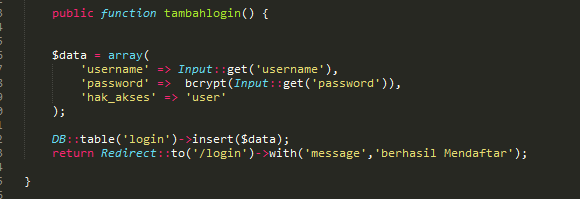 public function tambahlogin() {
$data = array(
'username' => Input::get('username'),
'password' =>  bcrypt(Input::get('password')),
'hak_akses' => 'user'
);
DB::table('login')->insert($data);
return Redirect::to('/login')->with('message','berhasil Mendaftar');
}